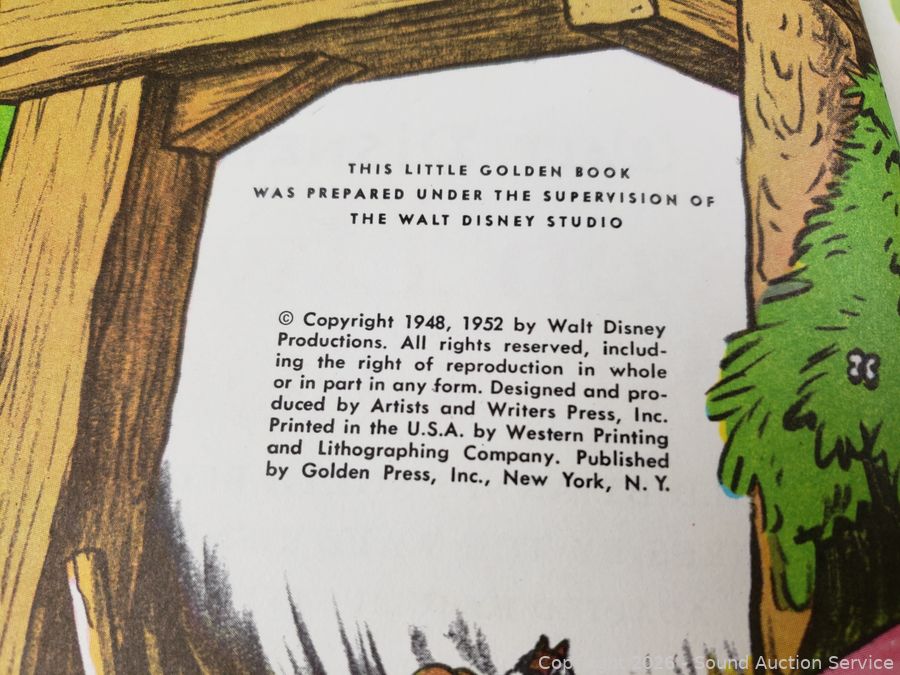 THIS LITTLE GOLDEN BOOK
WAS PREPARED UNDER THE SUPERVISION OF
THE WALT DISNEY STUDIO
© Copyright 1948, 1952 by Walt Disney
Productions. All rights reserved, includ-
ing the right of reproduction in whole
or in part in any form. Designed and pro-
duced by Artists and Writers Press, Inc.
Printed in the U.S.A. by Western Printing
and Lithographing Company. Published
by Golden Press, Inc., New York, N. Y.
Copyright 2026 - Sound Auction Service